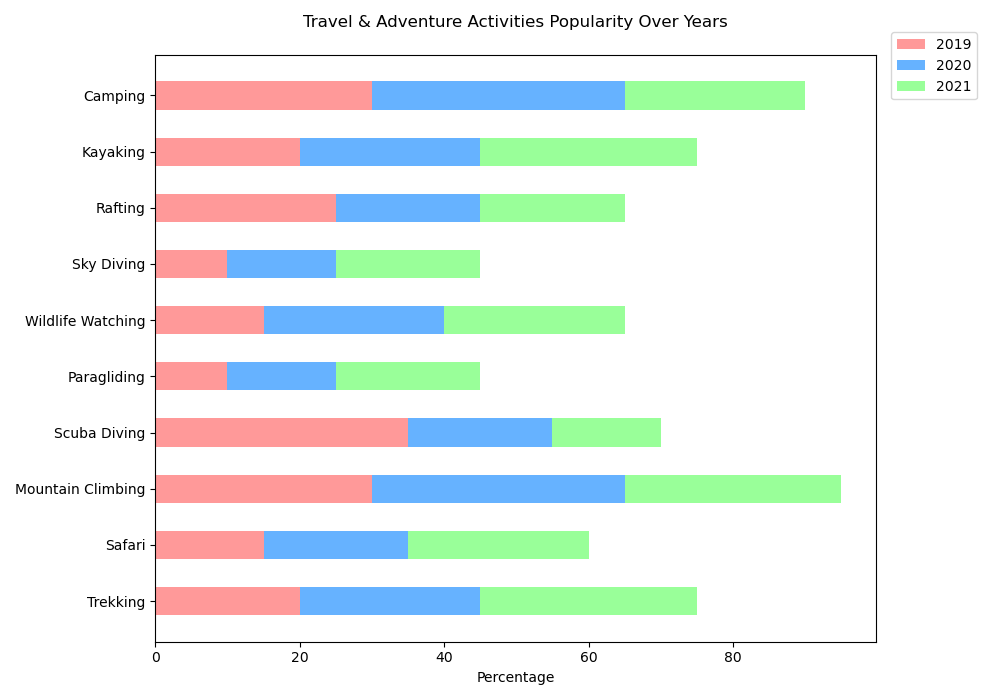 Travel & Adventure Activities Popularity Over Years
2019
2020
2021
Camping
Kayaking
Rafting
Sky Diving
Wildlife Watching
Paragliding
Scuba Diving
Mountain Climbing
Safari
Trekking
0 20 40 60 80
Percentage